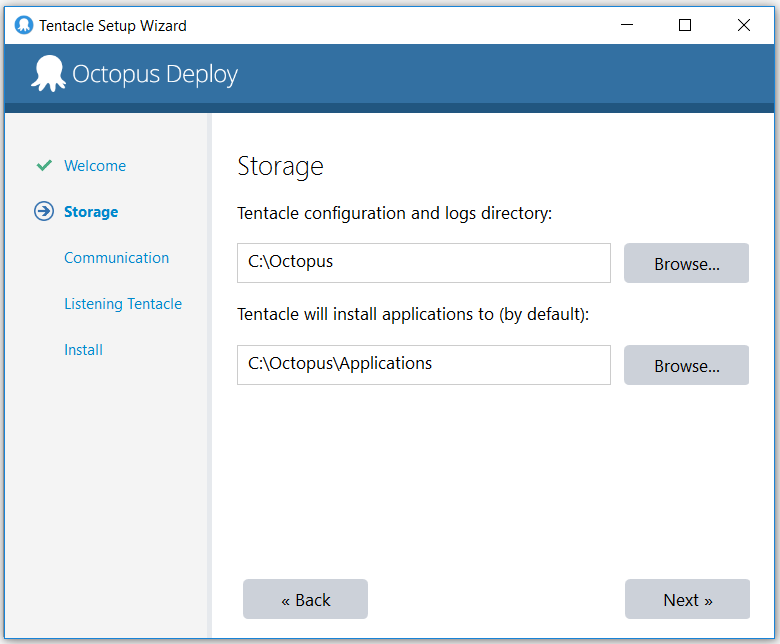 Tentacle Setup Wizard
Octopus Deploy
Welcome
Storage
Communication
Listening Tentacle
Install
Storage
Tentacle configuration and logs directory:
C:\Octopus
Browse...
Tentacle will install applications to (by default):
C:\Octopus\Applications
Browse...
« Back
Next »